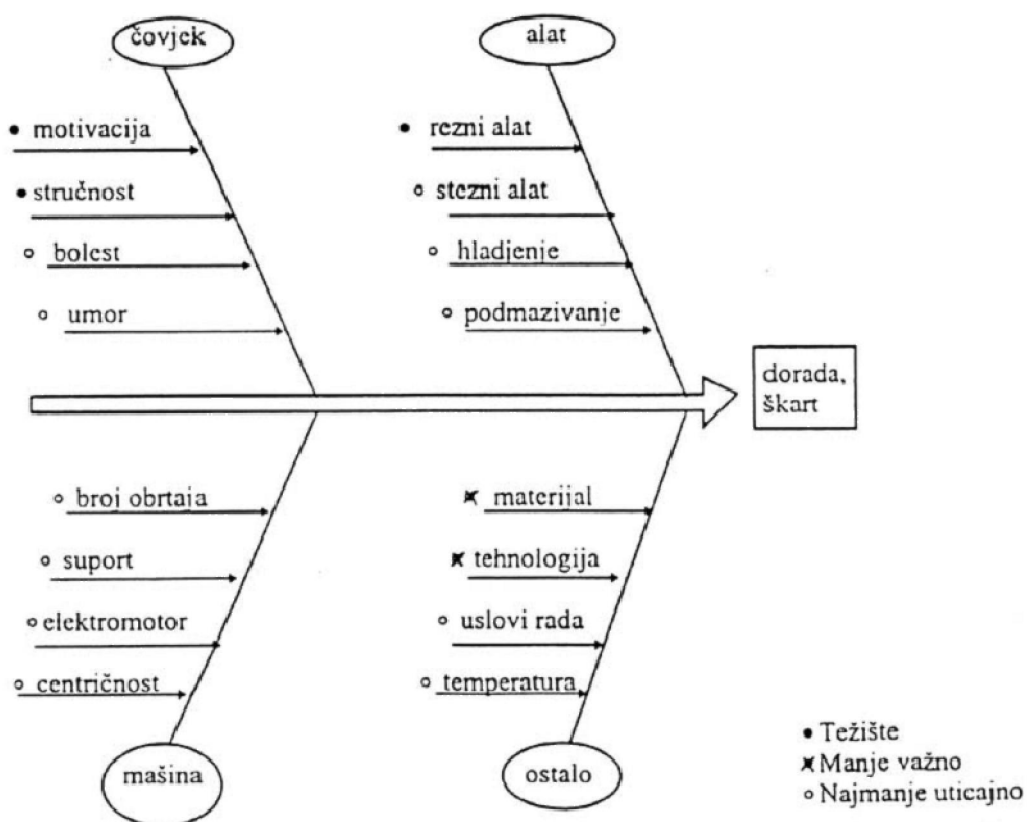 čovjek
alat
• motivacija
• stručnost
○ bolest
○ umor
• rezni alat
○ stezni alat
○ hladjenje
○ podmazivanje
dorada,
škart
○ broj obrtaja
○ suport
○ elektromotor
○ centričnost
✖ materijal
✖ tehnologija
○ uslovi rada
○ temperatura
mašina
ostalo
• Težište
✖ Manje važno
○ Najmanje uticajno